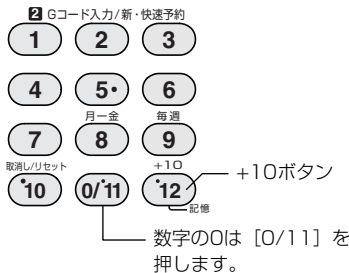 2 Gコード入力/新・快速予約
1 2 3
4 5• 6
月ー金 毎週
7 8 9
取消し/リセット +10
•10 0/•11 •12 +10ボタン
記憶
数字の0は［0/11］を
押します。